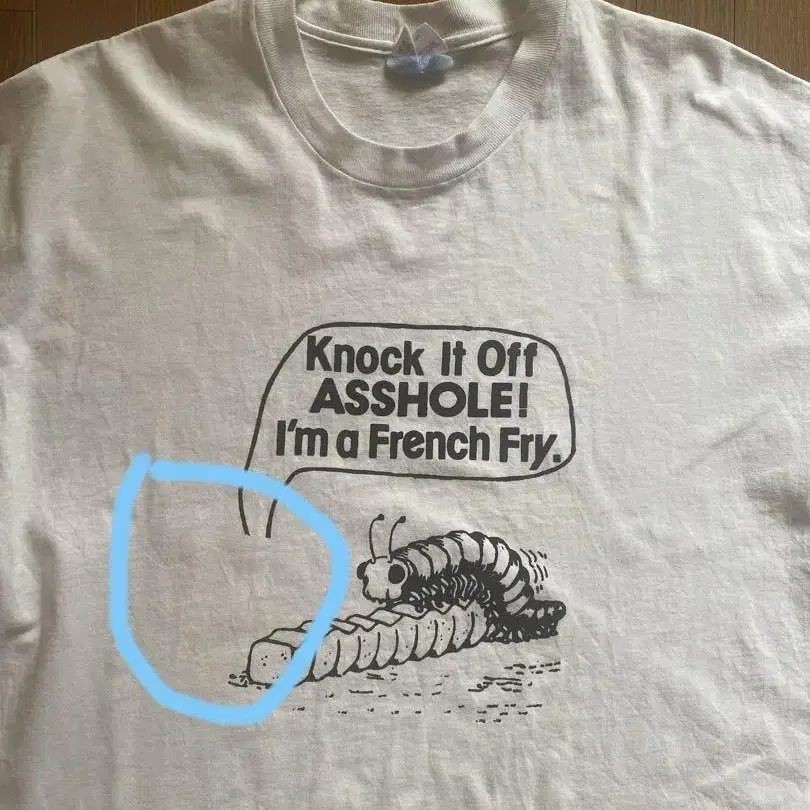 Knock It Off
ASSHOLE!
I'm a French Fry.